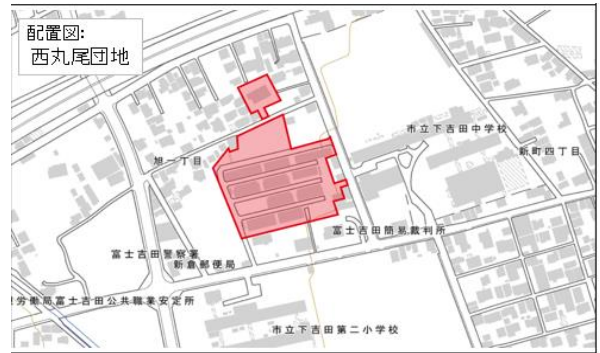 配置図:
西丸尾団地
市立下吉田中学校
新町四丁目
旭一丁目
富士吉田簡易裁判所
富士吉田警察署
新倉郵便局
労働局富士吉田公共職業安定所
市立下吉田第二小学校